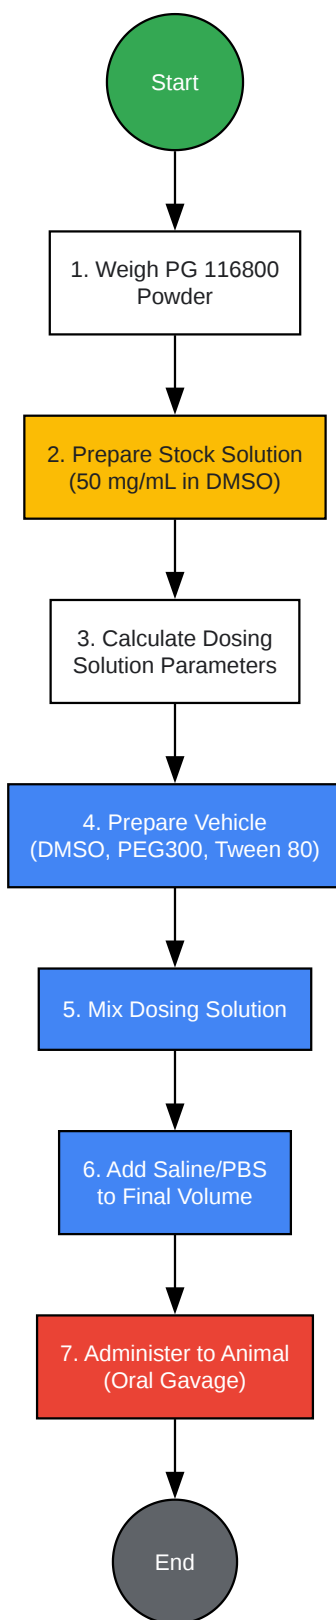 Start
1. Weigh PG 116800
Powder
2. Prepare Stock Solution
(50 mg/mL in DMSO)
3. Calculate Dosing
Solution Parameters
4. Prepare Vehicle
(DMSO, PEG300, Tween 80)
5. Mix Dosing Solution
6. Add Saline/PBS
to Final Volume
7. Administer to Animal
(Oral Gavage)
End